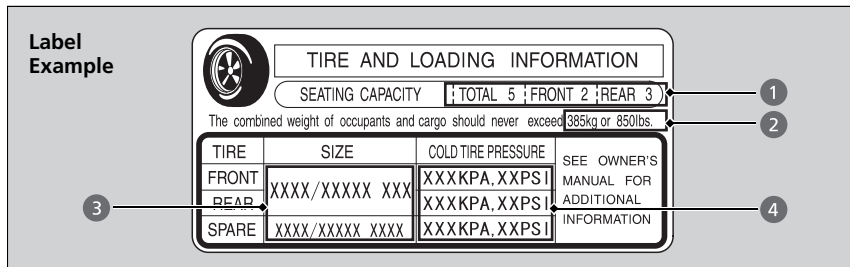 Label
Example
TIRE AND LOADING INFORMATION
SEATING CAPACITY TOTAL 5 FRONT 2 REAR 3
1
The combined weight of occupants and cargo should never exceed 385kg or 850lbs.
2
TIRE SIZE COLD TIRE PRESSURE
SEE OWNER'S
MANUAL FOR
ADDITIONAL
INFORMATION
FRONT XXXX/XXXXX XXX XXXKPA,XXPSI
REAR XXXKPA,XXPSI
3
4
SPARE XXXX/XXXXX XXXX XXXKPA,XXPSI